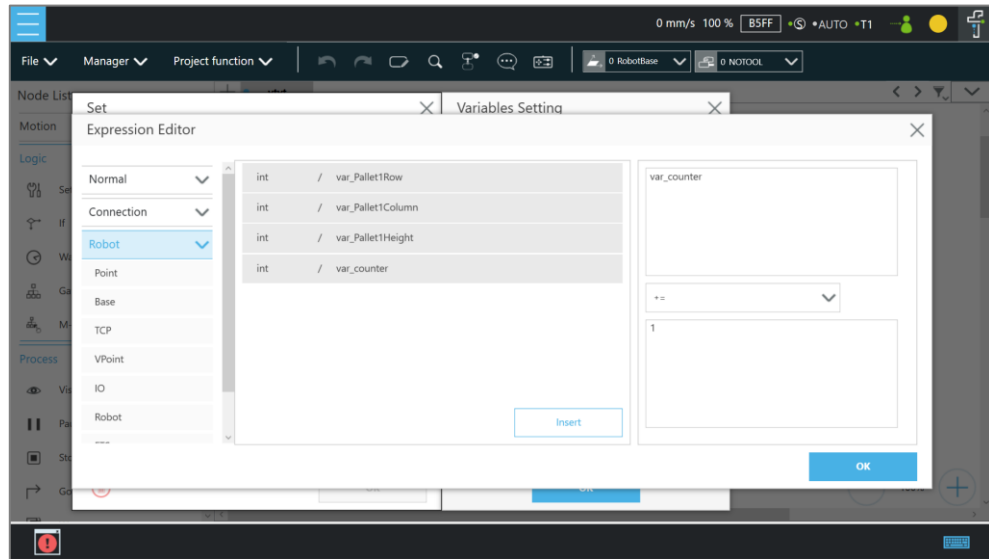 0 mm/s 100 % B5FF S AUTO T1
File Manager Project function 0 RobotBase 0 NOTOOL
Node List
Set Variables Setting
Motion
Expression Editor
Logic
Normal
Connection
Robot
Point
Base
TCP
VPoint
IO
Robot
int / var_Pallet1Row
int / var_Pallet1Column
int / var_Pallet1Height
int / var_counter
Insert
var_counter
+=
1
OK
If
Process